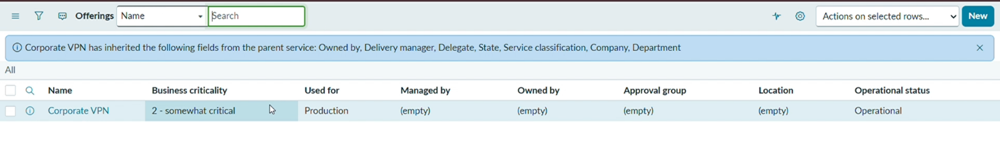 Offerings Name Search Actions on selected rows... New
Corporate VPN has inherited the following fields from the parent service: Owned by, Delivery manager, Delegate, State, Service classification, Company, Department
All
Name Business criticality Used for Managed by Owned by Approval group Location Operational status
Corporate VPN 2 - somewhat critical Production (empty) (empty) (empty) (empty) Operational